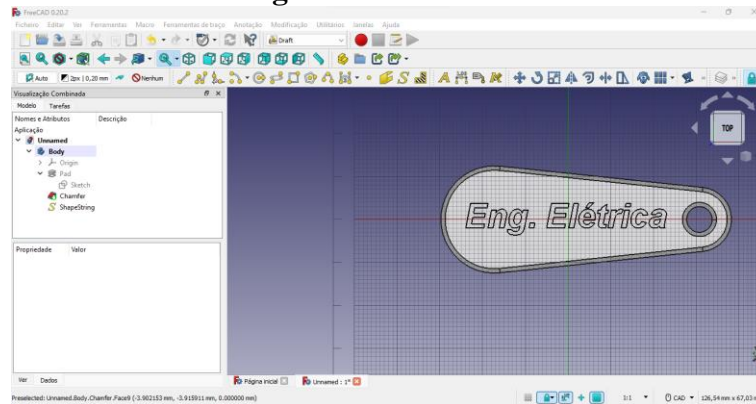 FreeCAD 0.20.2
Ficheiro Editar Ver Ferramentas Macro Ferramentas de traço Anotação Modificação Utilitários Janelas Ajuda
Draft
Auto 2px | 0,20 mm Nenhum
Visualização Combinada
Modelo Tarefas
Nomes e Atributos Descrição
Aplicação
Unnamed
Body
Origin
Pad
Sketch
Chamfer
ShapeString
TOP
Eng. Elétrica
Propriedade Valor
Ver Dados
Página inicial Unnamed : 1*
Preselected: Unnamed.Body.Chamfer.Face9 (-3.902153 mm, -3.915911 mm, 0.000000 mm)
1:1 CAD 126,54 mm x 67,0